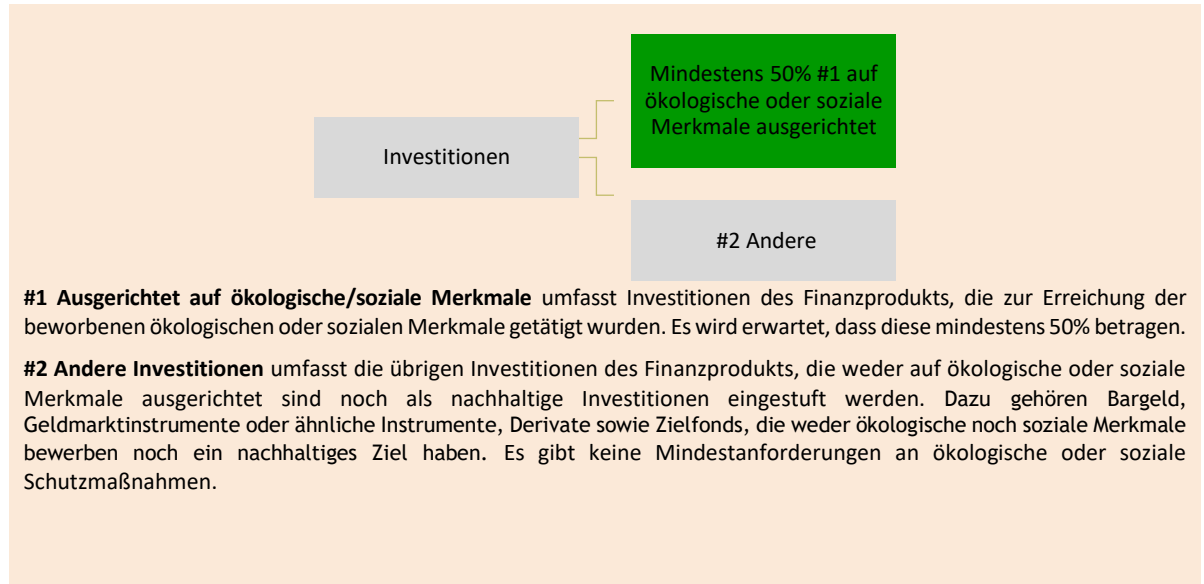 Mindestens 50% #1 auf
ökologische oder soziale
Merkmale ausgerichtet
Investitionen
#2 Andere
#1 Ausgerichtet auf ökologische/soziale Merkmale umfasst Investitionen des Finanzprodukts, die zur Erreichung der
beworbenen ökologischen oder sozialen Merkmale getätigt wurden. Es wird erwartet, dass diese mindestens 50% betragen.
#2 Andere Investitionen umfasst die übrigen Investitionen des Finanzprodukts, die weder auf ökologische oder soziale
Merkmale ausgerichtet sind noch als nachhaltige Investitionen eingestuft werden. Dazu gehören Bargeld,
Geldmarktinstrumente oder ähnliche Instrumente, Derivate sowie Zielfonds, die weder ökologische noch soziale Merkmale
bewerben noch ein nachhaltiges Ziel haben. Es gibt keine Mindestanforderungen an ökologische oder soziale
Schutzmaßnahmen.